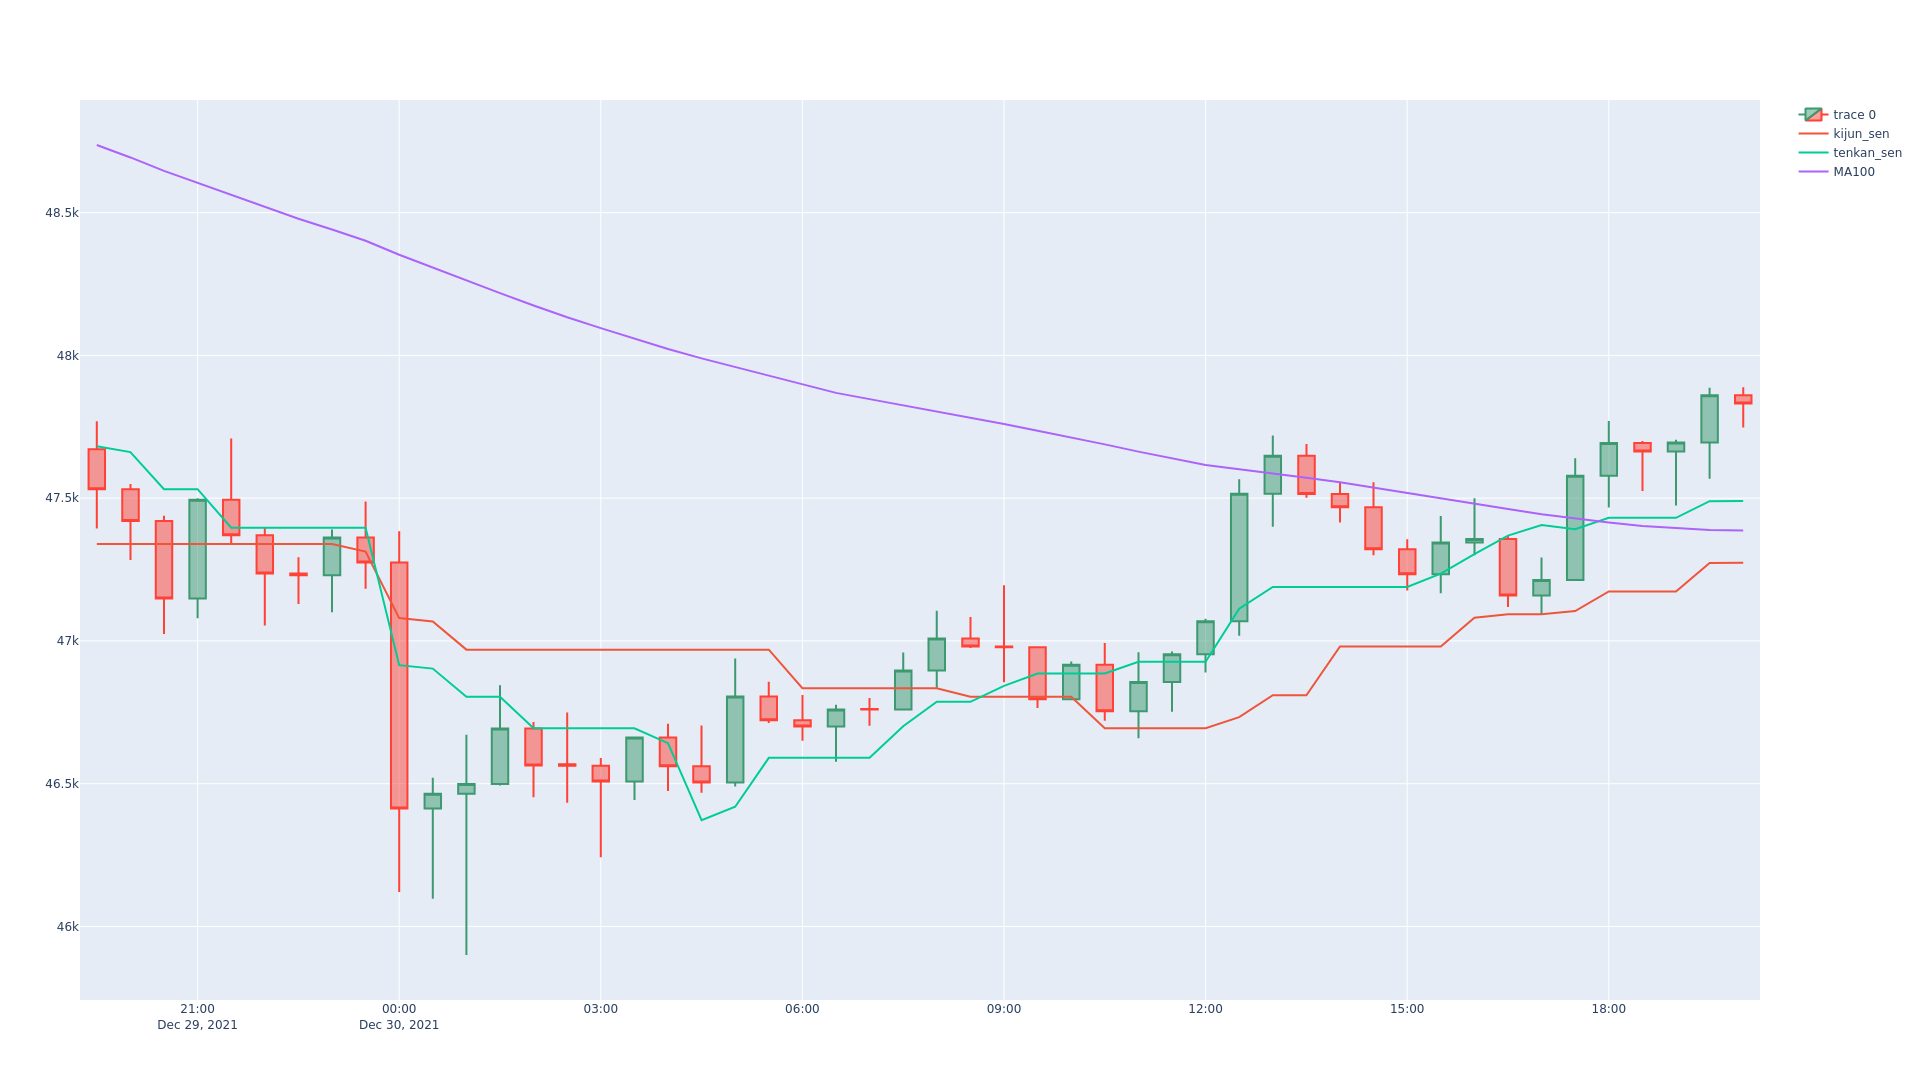 trace 0
kijun_sen
tenkan_sen
MA100
48.5k
48k
47.5k
47k
46.5k
46k
21:00 00:00 03:00 06:00 09:00 12:00 15:00 18:00
Dec 29, 2021 Dec 30, 2021